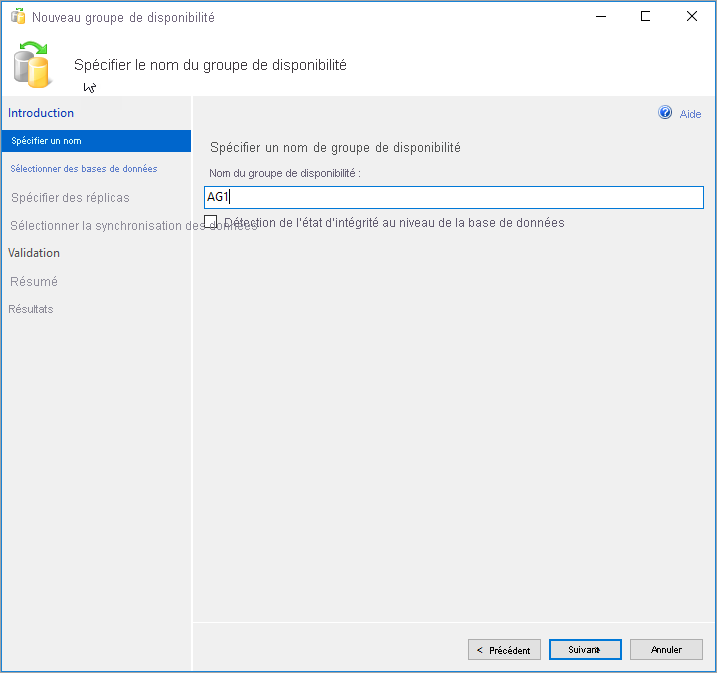 Nouveau groupe de disponibilité
Spécifier le nom du groupe de disponibilité
Introduction
Spécifier un nom
Sélectionner des bases de données
Spécifier des réplicas
Sélectionner la synchronisation des données
Validation
Résumé
Résultats
Aide
Spécifier un nom de groupe de disponibilité
Nom du groupe de disponibilité :
AG1
Détection de l'état d'intégrité au niveau de la base de données
< Précédent
Suivant
Annuler